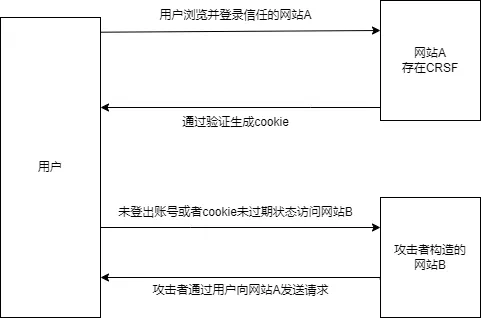 用户浏览并登录信任的网站A
网站A
存在CRSF
通过验证生成cookie
用户
未登出账号或者cookie未过期状态访问网站B
攻击者构造的
网站B
攻击者通过用户向网站A发送请求